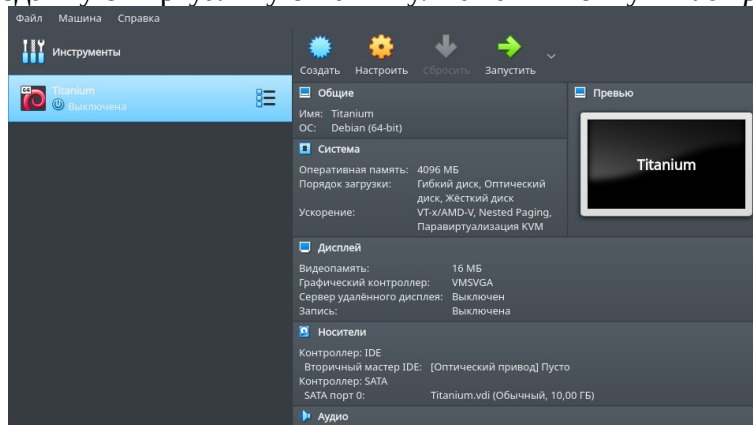 Файл Машина Справка
Инструменты
Создать Настроить Сбросить Запустить
Titanium
Выключена
Общие
Имя: Titanium
ОС: Debian (64-bit)
Превью
Titanium
Система
Оперативная память: 4096 МБ
Порядок загрузки: Гибкий диск, Оптический
диск, Жёсткий диск
Ускорение: VT-x/AMD-V, Nested Paging,
Паравиртуализация KVM
Дисплей
Видеопамять: 16 МБ
Графический контроллер: VMSVGA
Сервер удалённого дисплея: Выключен
Запись: Выключена
Носители
Контроллер: IDE
Вторичный мастер IDE: [Оптический привод] Пусто
Контроллер: SATA
SATA порт 0: Titanium.vdi (Обычный, 10,00 ГБ)
Аудио